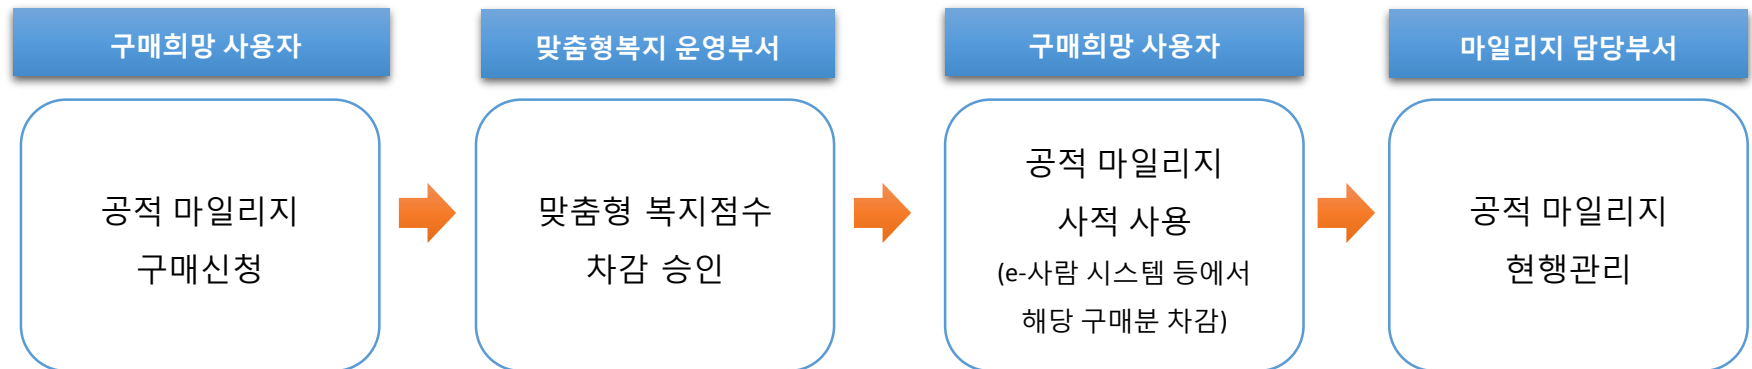 구매희망 사용자
맞춤형복지 운영부서
구매희망 사용자
마일리지 담당부서
공적 마일리지
구매신청
맞춤형 복지점수
차감 승인
공적 마일리지
사적 사용
(e-사람 시스템 등에서
해당 구매분 차감)
공적 마일리지
현행관리